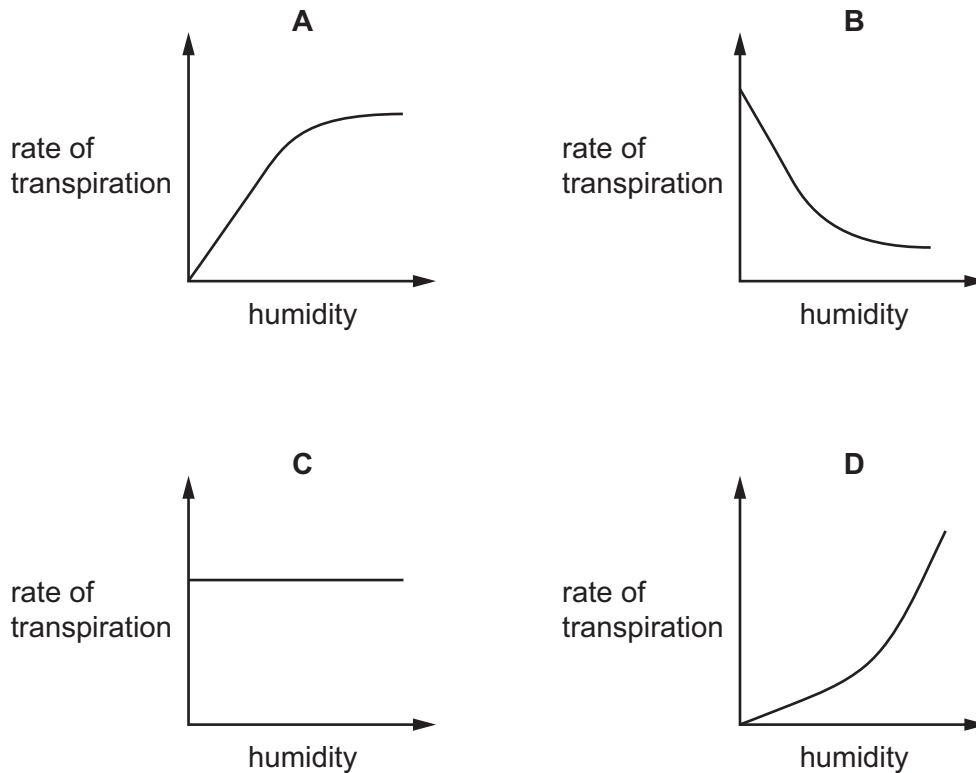 A
rate of
transpiration
humidity
B
rate of
transpiration
humidity
C
rate of
transpiration
humidity
D
rate of
transpiration
humidity